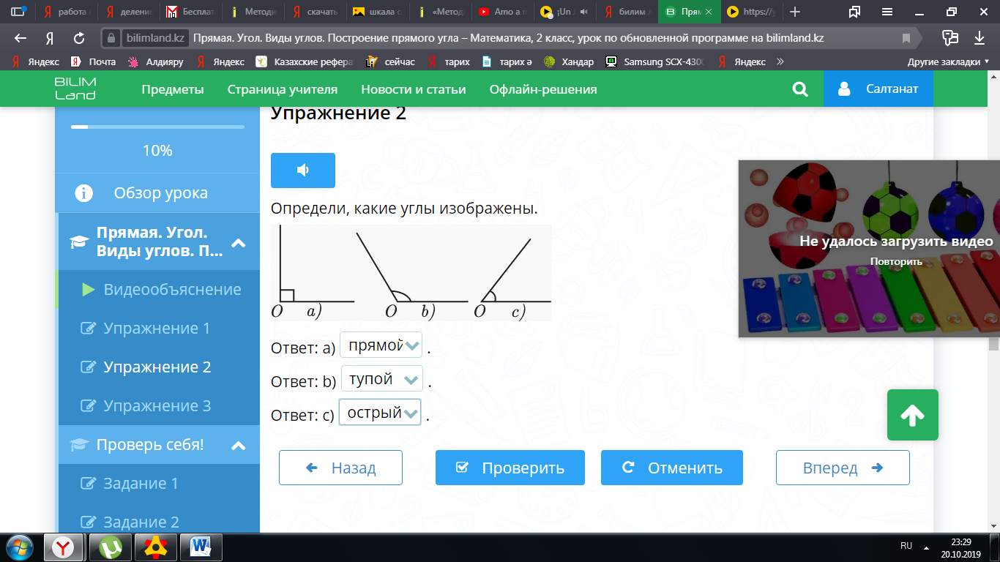 работа
деление
Бесплат
Методи
скачать
шкала о
«Метод
Amo a m
¡Un
билим л
Прям
https://y
bilimland.kz
Прямая. Угол. Виды углов. Построение прямого угла – Математика, 2 класс, урок по обновленной программе на bilimland.kz
Яндекс
Почта
Алдияру
Яндекс
Казахские рефера
сейчас
тарих
тарих ә
Хандар
Samsung SCX-430
Яндекс
Другие закладки
BILIM
Land
Предметы
Страница учителя
Новости и статьи
Офлайн-решения
Салтанат
10%
Обзор урока
Прямая. Угол.
Виды углов. П...
Видеообъяснение
Упражнение 1
Упражнение 2
Упражнение 3
Проверь себя!
Задание 1
Задание 2
Упражнение 2
Определи, какие углы изображены.
O a)
O b)
O c)
Ответ: a) прямой .
Ответ: b) тупой .
Ответ: c) острый .
Назад
Проверить
Отменить
Вперед
Не удалось загрузить видео
Повторить
RU
23:29
20.10.2019